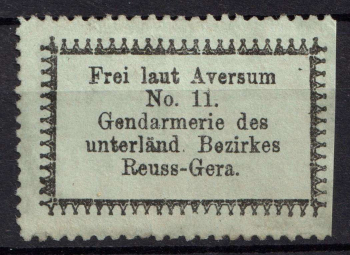 Frei laut Aversum
No. 11.
Gendarmerie des
unterländ. Bezirkes
Reuss-Gera.